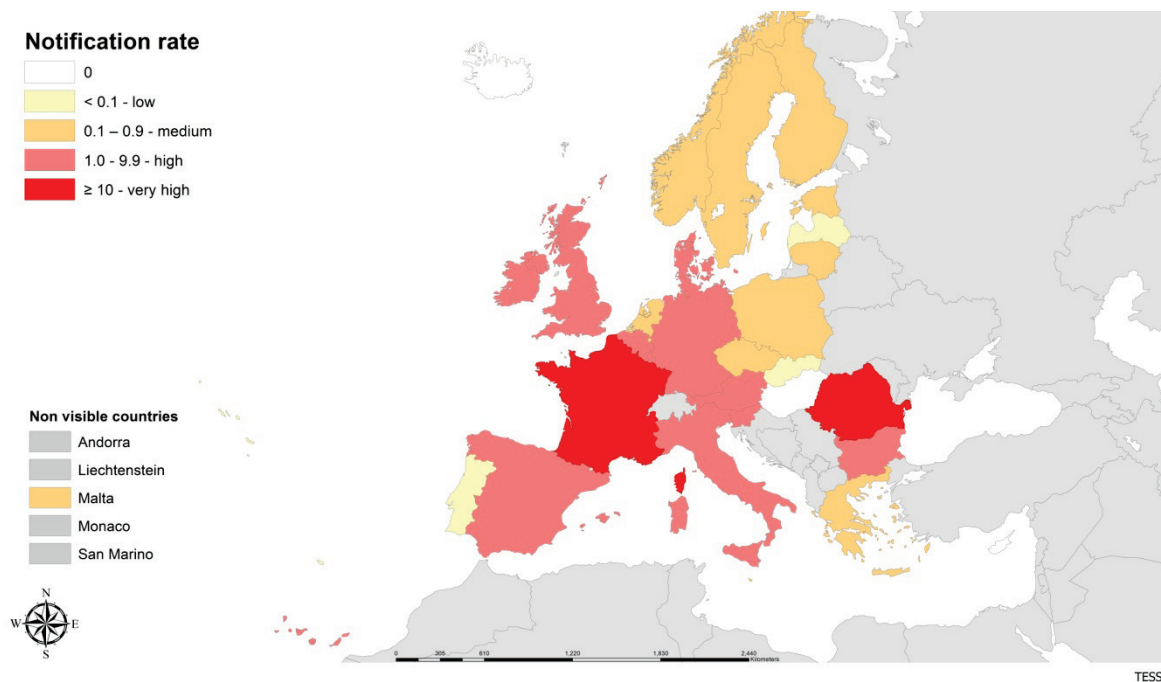 Notification rate
0
< 0.1 - low
0.1 – 0.9 - medium
1.0 - 9.9 - high
≥ 10 - very high
Non visible countries
Andorra
Liechtenstein
Malta
Monaco
San Marino
N
W E
S
0 305 610 1,220 1,830 2,440
Kilometers
TESS